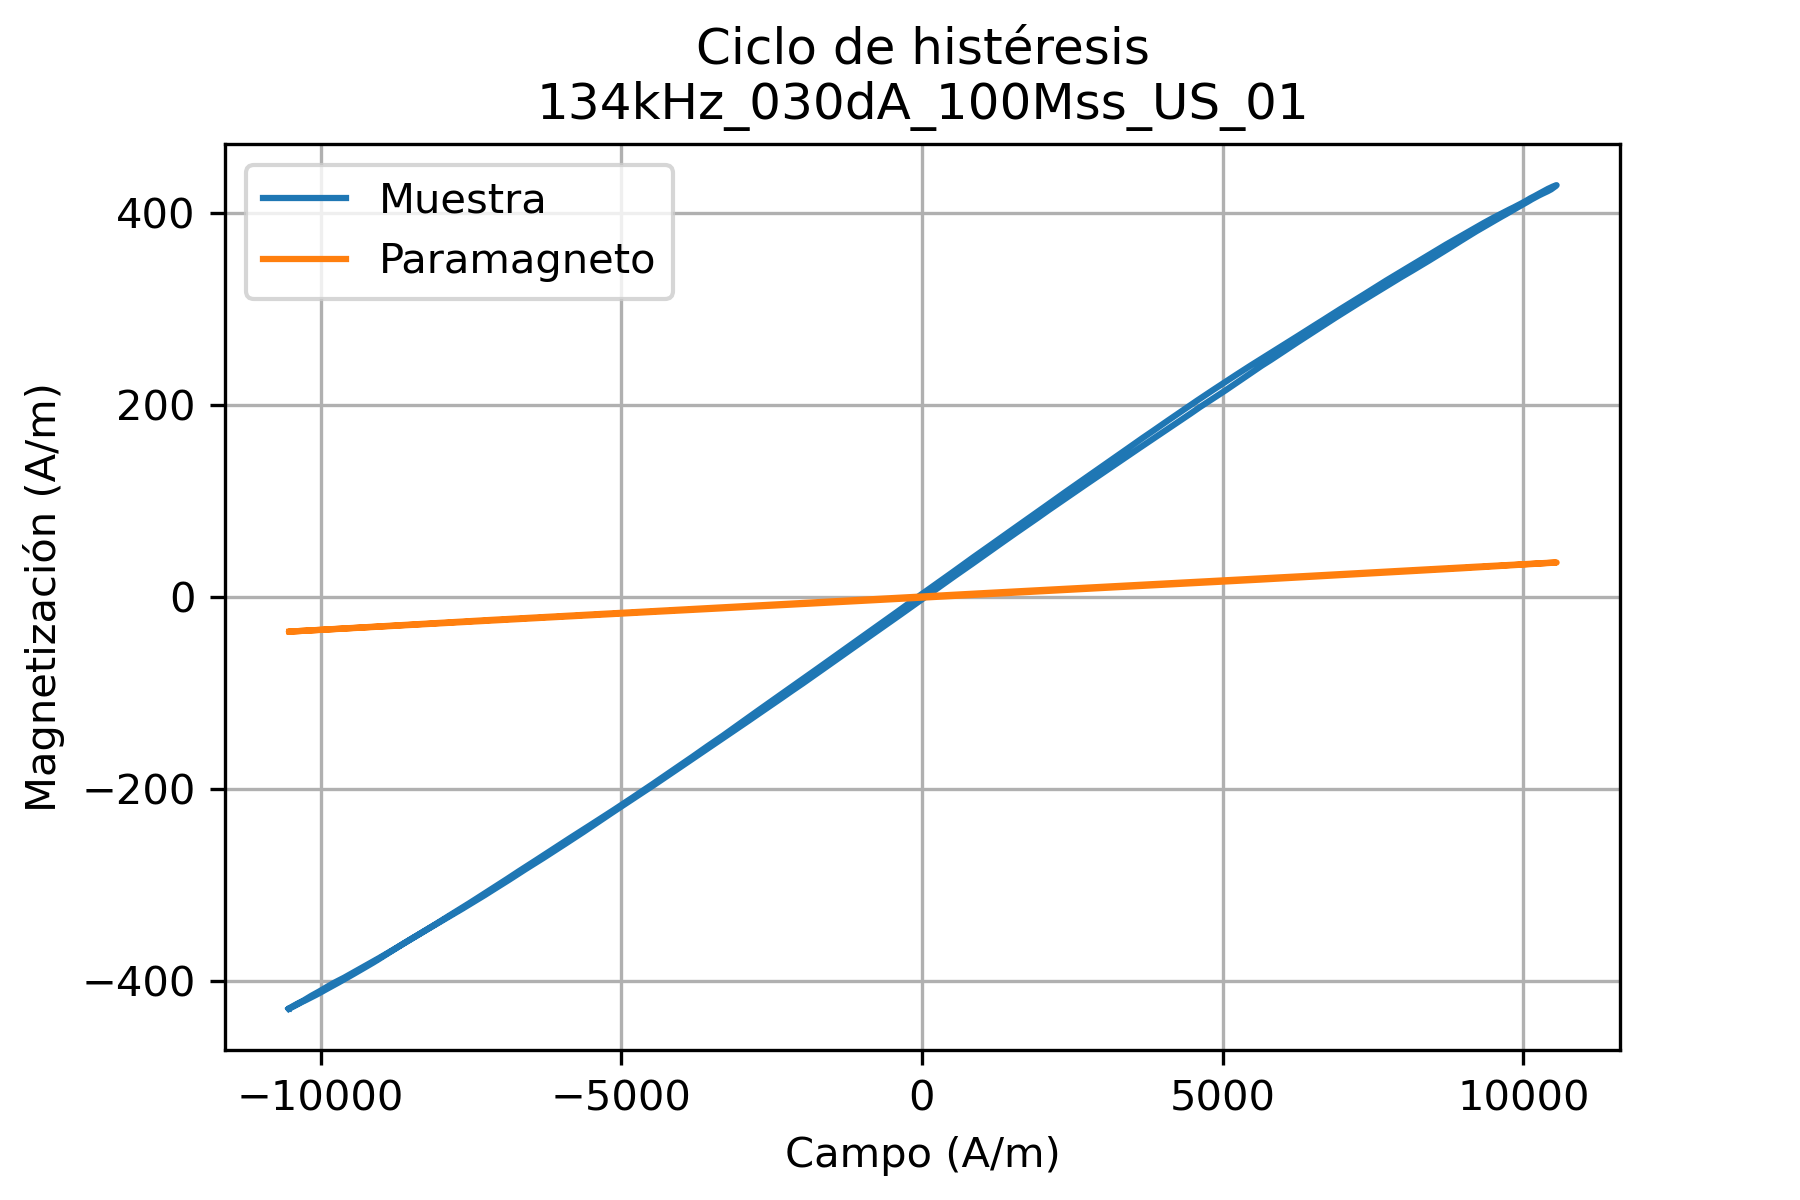 Ciclo de histéresis
134kHz_030dA_100Mss_US_01
Muestra
Paramagneto
400
200
0
−200
−400
Magnetización (A/m)
−10000
−5000
0
5000
10000
Campo (A/m)